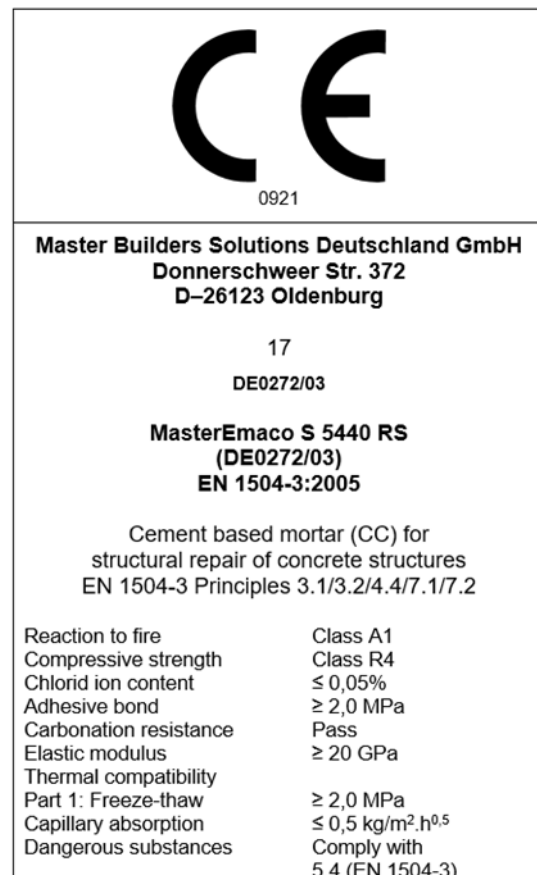 CE
0921
Master Builders Solutions Deutschland GmbH
Donnerschweer Str. 372
D–26123 Oldenburg
17
DE0272/03
MasterEmaco S 5440 RS
(DE0272/03)
EN 1504-3:2005
Cement based mortar (CC) for
structural repair of concrete structures
EN 1504-3 Principles 3.1/3.2/4.4/7.1/7.2
Reaction to fire Class A1
Compressive strength Class R4
Chlorid ion content ≤ 0,05%
Adhesive bond ≥ 2,0 MPa
Carbonation resistance Pass
Elastic modulus ≥ 20 GPa
Thermal compatibility
Part 1: Freeze-thaw ≥ 2,0 MPa
Capillary absorption ≤ 0,5 kg/m².h⁰,⁵
Dangerous substances Comply with
5.4 (EN 1504-3)